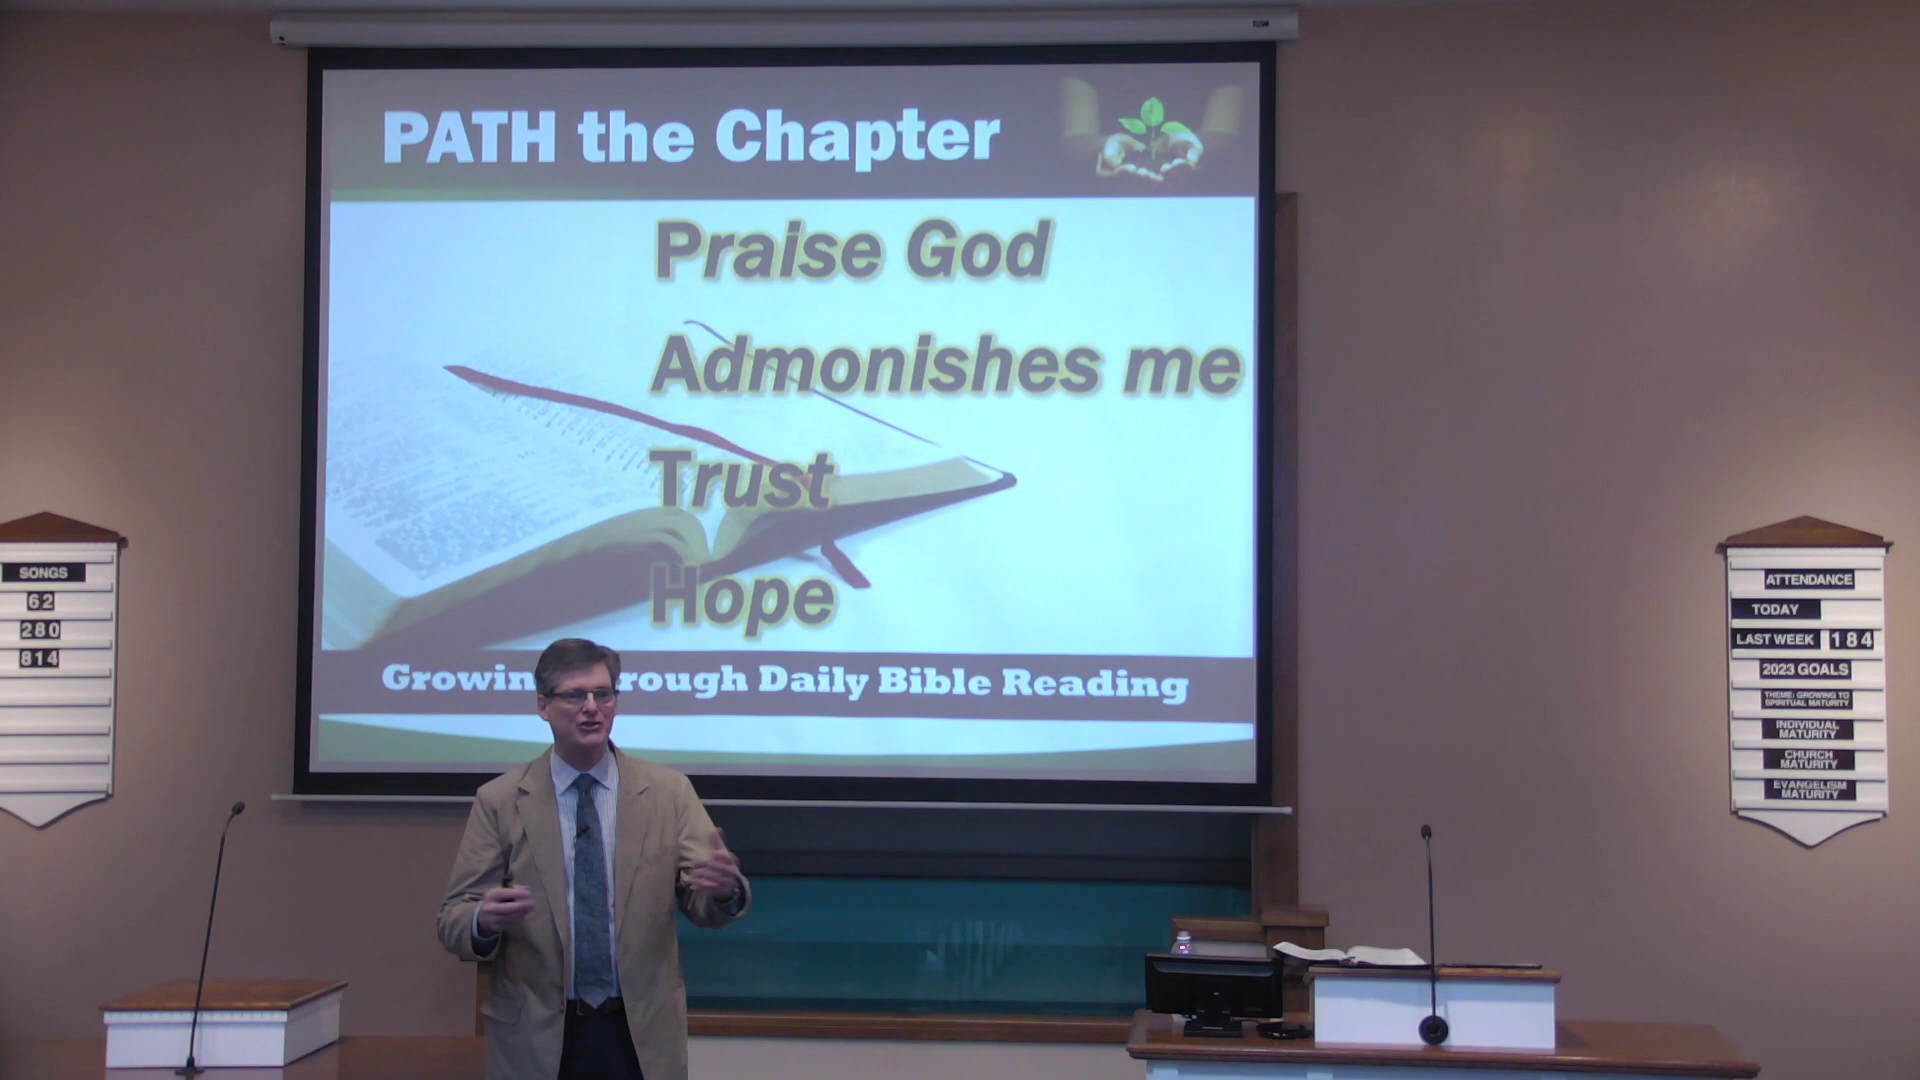 PATH the Chapter
Praise God
Admonishes me
Trust
Hope
Growin rough Daily Bible Reading
SONGS
62
280
814
ATTENDANCE
TODAY
LAST WEEK 184
2023 GOALS
THEME: GROWING TO
SPIRITUAL MATURITY
INDIVIDUAL
MATURITY
CHURCH
MATURITY
EVANGELISM
MATURITY